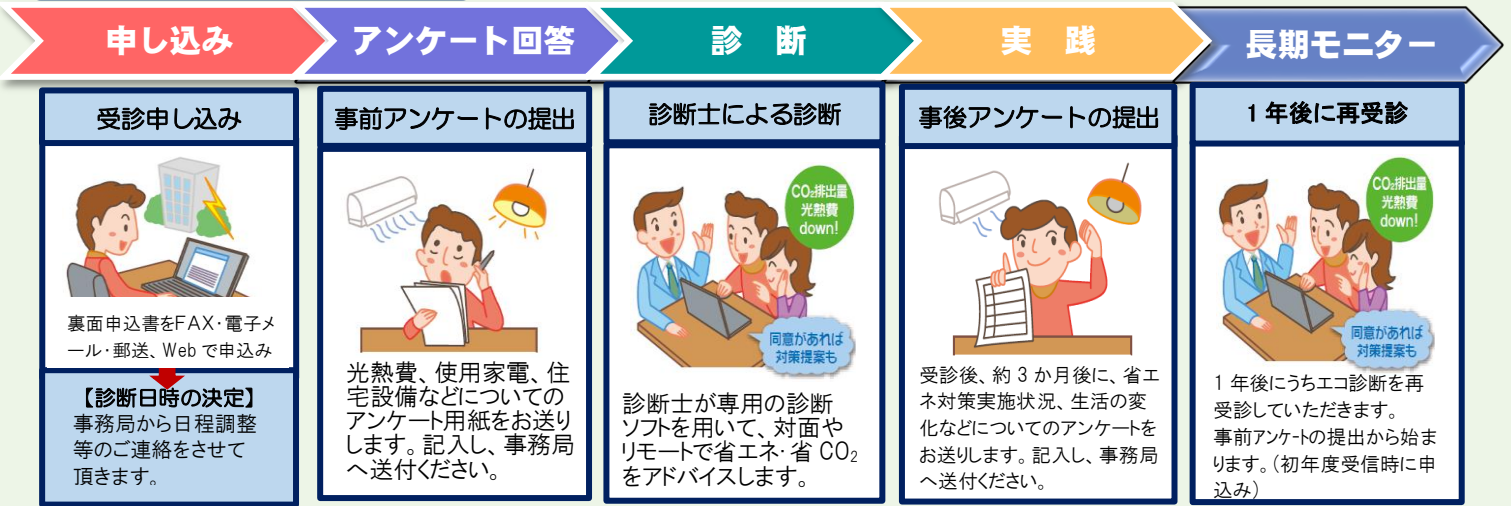 申し込み
アンケート回答
診　断
実　践
長期モニター
受診申し込み
裏面申込書をFAX・電子メ
ール・郵送、Web で申込み
【診断日時の決定】
事務局から日程調整
等のご連絡をさせて
頂きます。
事前アンケートの提出
光熱費、使用家電、住
宅設備などについての
アンケート用紙をお送り
します。記入し、事務局
へ送付ください。
診断士による診断
CO₂排出量
光熱費
down!
同意があれば
対策提案も
診断士が専用の診断
ソフトを用いて、対面や
リモートで省エネ・省 CO₂
をアドバイスします。
事後アンケートの提出
受診後、約 3 か月後に、省エ
ネ対策実施状況、生活の変
化などについてのアンケートを
お送りします。記入し、事務局
へ送付ください。
1 年後に再受診
CO₂排出量
光熱費
down!
同意があれば
対策提案も
1 年後にうちエコ診断を再
受診していただきます。
事前アンケートの提出から始ま
ります。（初年度受信時に申
込み）